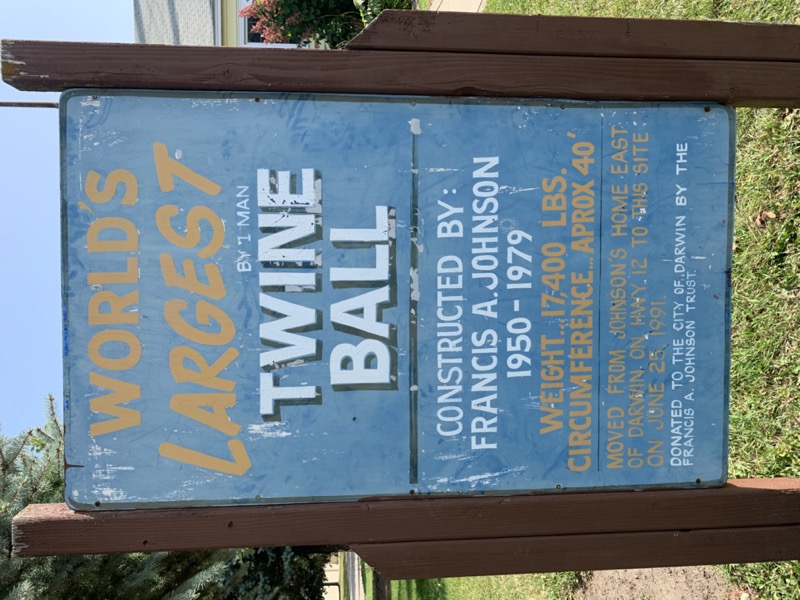 WORLD'S
LARGEST
BY 1 MAN
TWINE
BALL
CONSTRUCTED BY:
FRANCIS A. JOHNSON
1950-1979
WEIGHT...17,400 LBS.
CIRCUMFERENCE...APROX 40'
MOVED FROM JOHNSON'S HOME EAST
OF DARWIN ON HWY. 12 TO THIS SITE
ON JUNE 25, 1991.
DONATED TO THE CITY OF DARWIN BY THE
FRANCIS A. JOHNSON TRUST.